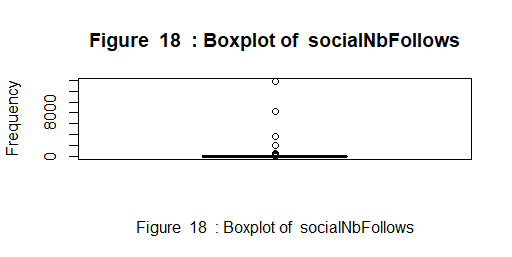 Figure 18 : Boxplot of socialNbFollows
Frequency
8000
0
Figure 18 : Boxplot of socialNbFollows